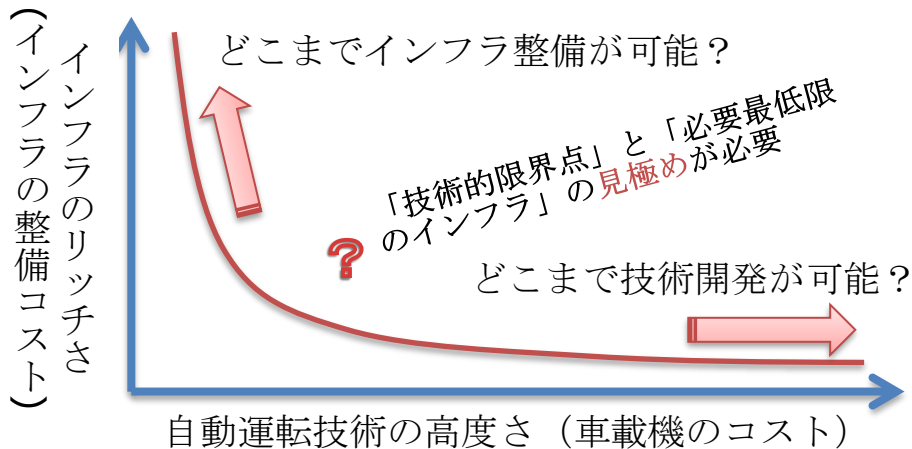 インフラのリッチさ
（インフラの整備コスト）
どこまでインフラ整備が可能？
「技術的限界点」と「必要最低限
のインフラ」の見極めが必要
?
どこまで技術開発が可能？
自動運転技術の高度さ（車載機のコスト）